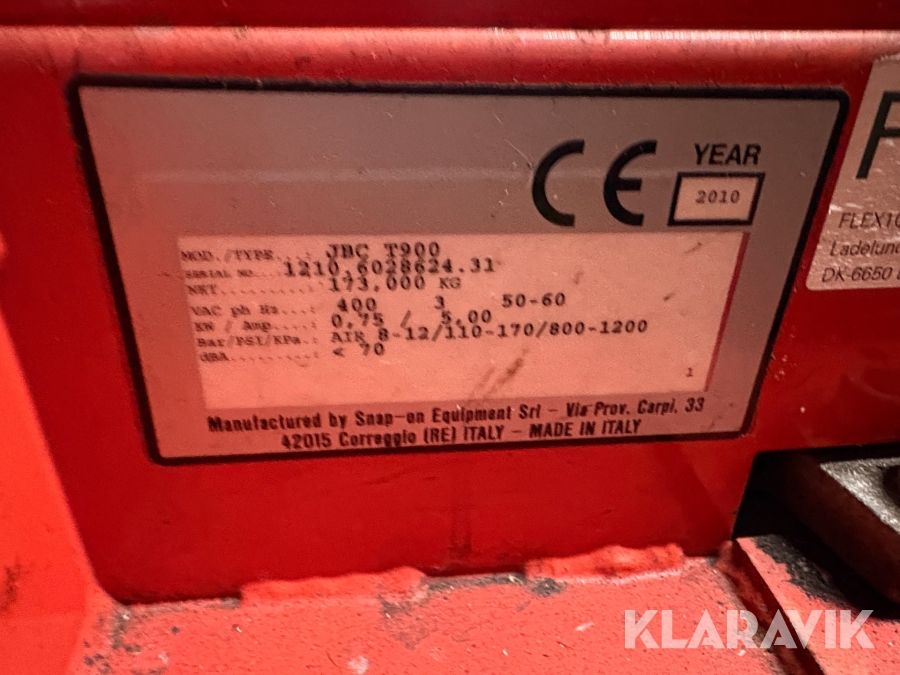 CE YEAR
2010
MOD./TYPE...: JBC T900
SERIAL NO...: 1210.6028624.31
NET.........: 173,000 KG
VAC ph Hz...: 400 3 50-60
KW / Amp....: 0,75 / 5,00
Bar/PSI/KPa.: AIR 8-12/110-170/800-1200
dBA.........: < 70
1
Manufactured by Snap-on Equipment Srl - Via Prov. Carpi, 33
42015 Correggio (RE) ITALY - MADE IN ITALY
F
FLEX10
Ladelund
DK-6650
KLARAVIK